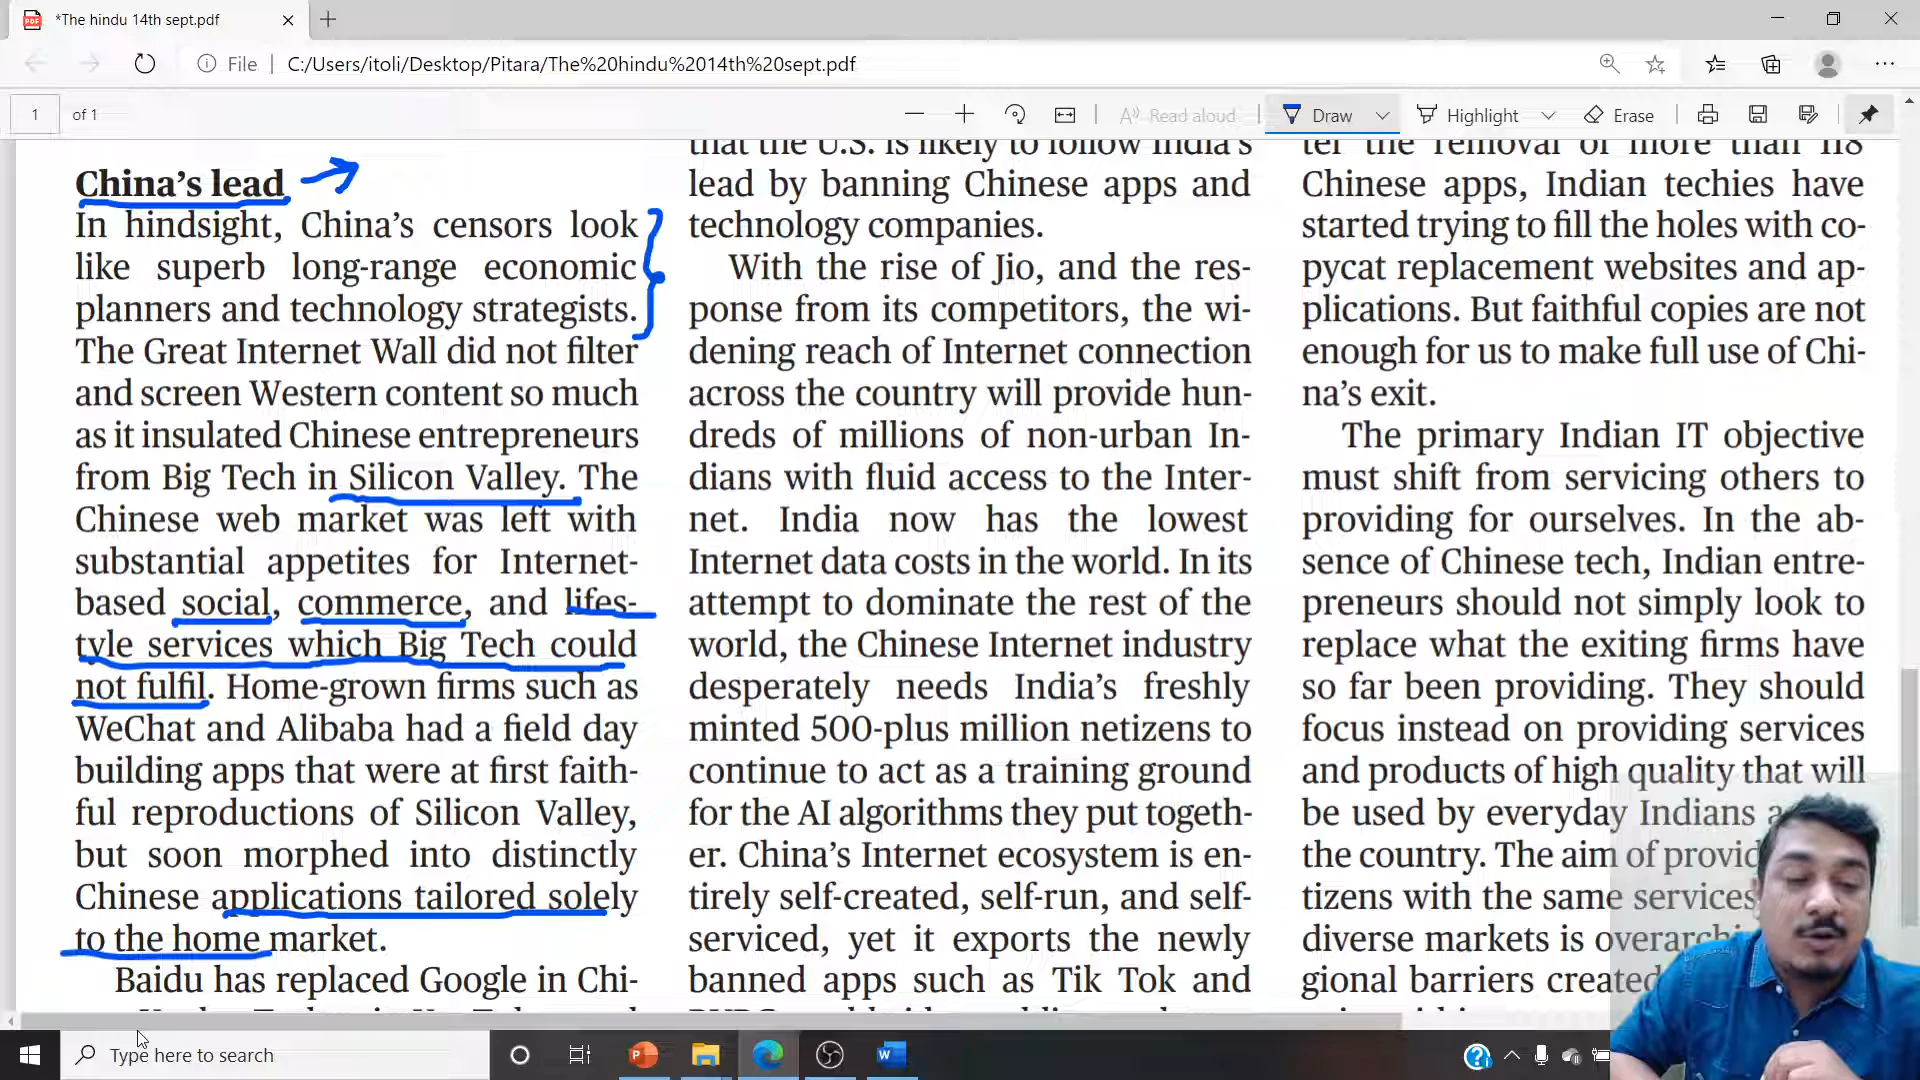 *The hindu 14th sept.pdf
File
C:/Users/itoli/Desktop/Pitara/The%20hindu%2014th%20sept.pdf
1 of 1
Read aloud
Draw
Highlight
Erase
China's lead
In hindsight, China's censors look
like superb long-range economic
planners and technology strategists.
The Great Internet Wall did not filter
and screen Western content so much
as it insulated Chinese entrepreneurs
from Big Tech in Silicon Valley. The
Chinese web market was left with
substantial appetites for Internet-
based social, commerce, and lifes-
tyle services which Big Tech could
not fulfil. Home-grown firms such as
WeChat and Alibaba had a field day
building apps that were at first faith-
ful reproductions of Silicon Valley,
but soon morphed into distinctly
Chinese applications tailored solely
to the home market.
Baidu has replaced Google in Chi-
that the U.S. is likely to follow India's
lead by banning Chinese apps and
technology companies.
With the rise of Jio, and the res-
ponse from its competitors, the wi-
dening reach of Internet connection
across the country will provide hun-
dreds of millions of non-urban In-
dians with fluid access to the Inter-
net. India now has the lowest
Internet data costs in the world. In its
attempt to dominate the rest of the
world, the Chinese Internet industry
desperately needs India's freshly
minted 500-plus million netizens to
continue to act as a training ground
for the AI algorithms they put togeth-
er. China's Internet ecosystem is en-
tirely self-created, self-run, and self-
serviced, yet it exports the newly
banned apps such as Tik Tok and
ter the removal of more than 118
Chinese apps, Indian techies have
started trying to fill the holes with co-
pycat replacement websites and ap-
plications. But faithful copies are not
enough for us to make full use of Chi-
na's exit.
The primary Indian IT objective
must shift from servicing others to
providing for ourselves. In the ab-
sence of Chinese tech, Indian entre-
preneurs should not simply look to
replace what the exiting firms have
so far been providing. They should
focus instead on providing services
and products of high quality that will
be used by everyday Indians
the country. The aim of
tizens with the same services
diverse markets is
gional barriers created
Type here to search